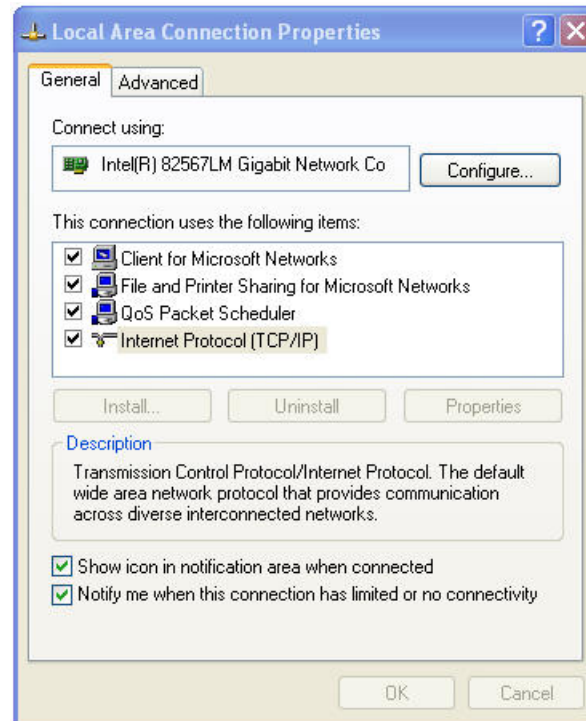 Local Area Connection Properties
General
Advanced
Connect using:
Intel(R) 82567LM Gigabit Network Co
Configure...
This connection uses the following items:
Client for Microsoft Networks
File and Printer Sharing for Microsoft Networks
QoS Packet Scheduler
Internet Protocol (TCP/IP)
Install...
Uninstall
Properties
Description
Transmission Control Protocol/Internet Protocol. The default
wide area network protocol that provides communication
across diverse interconnected networks.
Show icon in notification area when connected
Notify me when this connection has limited or no connectivity
OK
Cancel